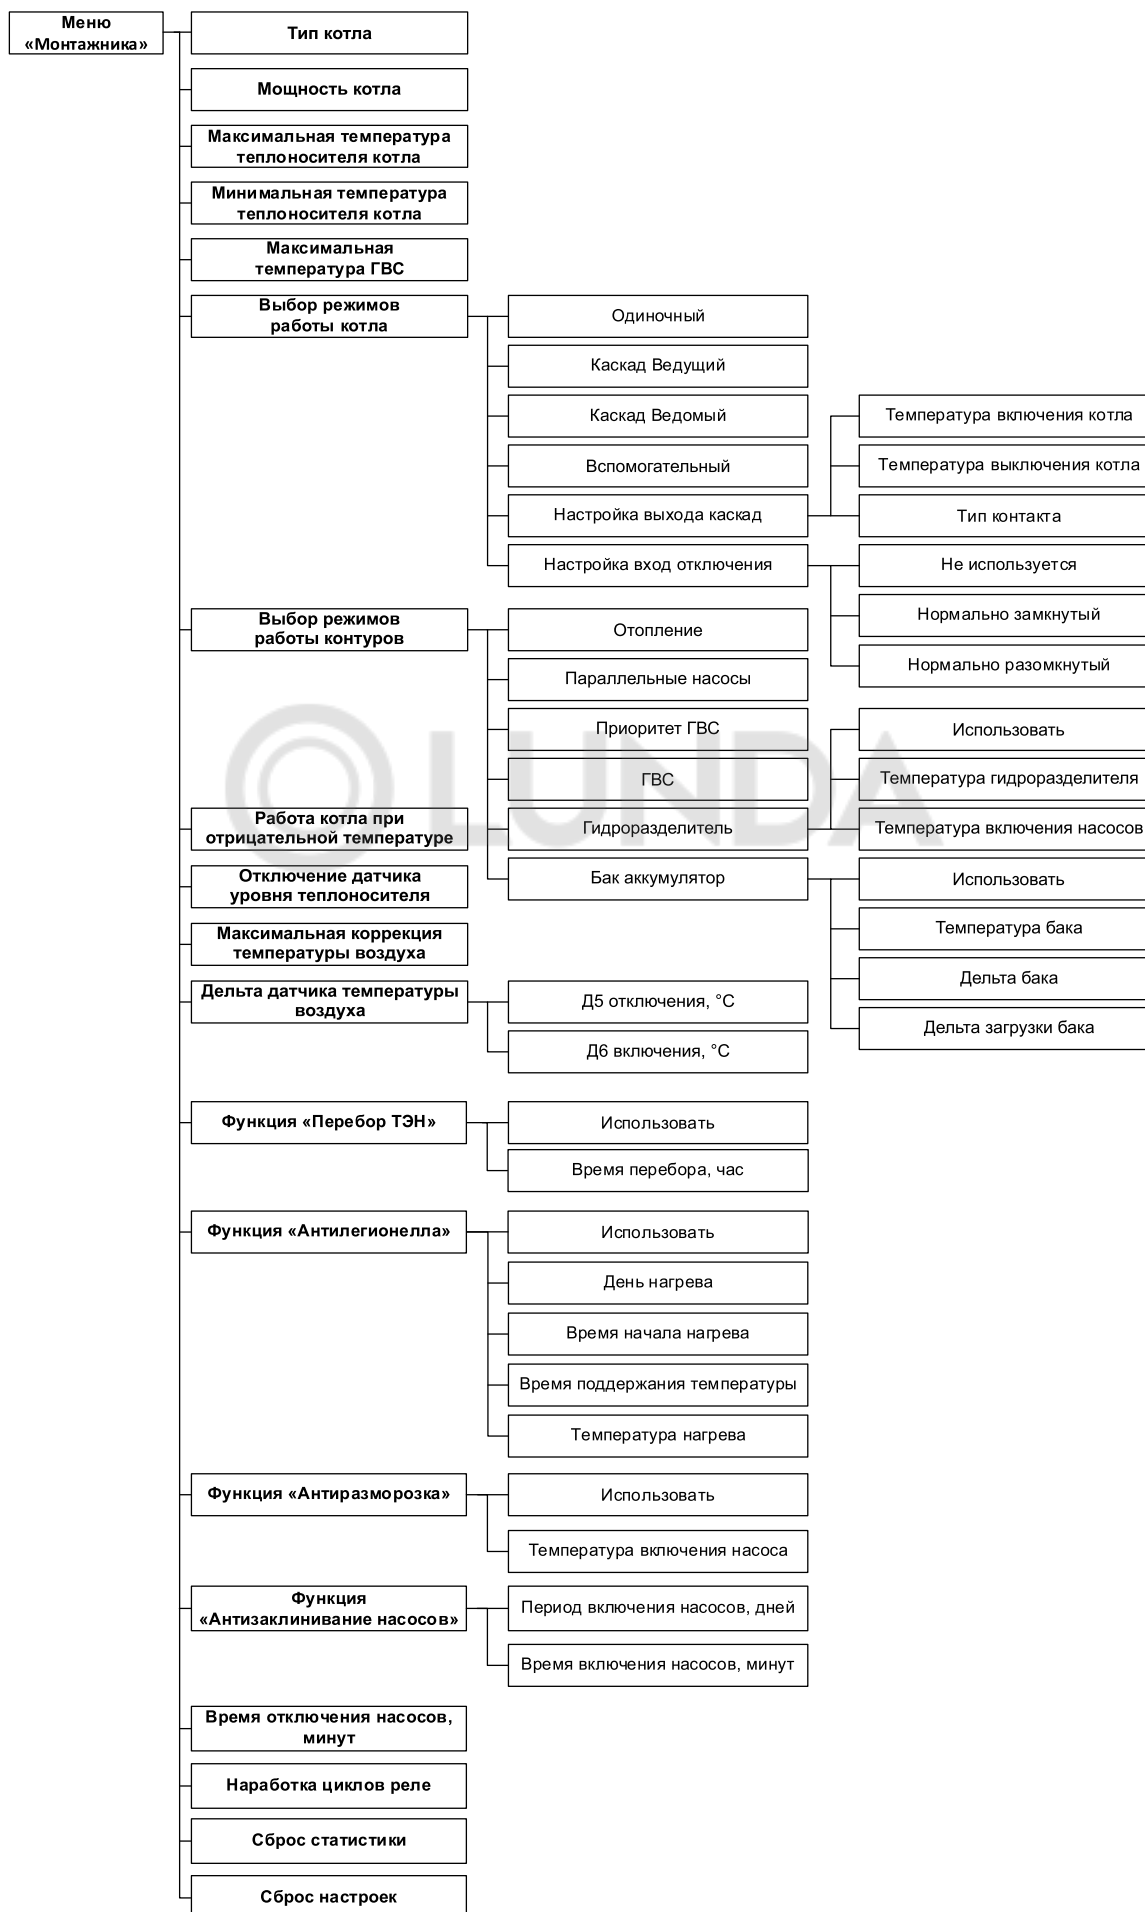 Меню
«Монтажника»
Тип котла
Мощность котла
Максимальная температура
теплоносителя котла
Минимальная температура
теплоносителя котла
Максимальная
температура ГВС
Выбор режимов
работы котла
Одиночный
Каскад Ведущий
Каскад Ведомый
Вспомогательный
Настройка выхода каскад
Температура включения котла
Температура выключения котла
Тип контакта
Настройка вход отключения
Не используется
Нормально замкнутый
Нормально разомкнутый
Выбор режимов
работы контуров
Отопление
Параллельные насосы
Приоритет ГВС
ГВС
Гидроразделитель
Использовать
Температура гидроразделителя
Температура включения насосов
Бак аккумулятор
Использовать
Температура бака
Дельта бака
Дельта загрузки бака
LUNDA
Работа котла при
отрицательной температуре
Отключение датчика
уровня теплоносителя
Максимальная коррекция
температуры воздуха
Дельта датчика температуры
воздуха
Д5 отключения, °С
Д6 включения, °С
Функция «Перебор ТЭН»
Использовать
Время перебора, час
Функция «Антилегионелла»
Использовать
День нагрева
Время начала нагрева
Время поддержания температуры
Температура нагрева
Функция «Антиразморозка»
Использовать
Температура включения насоса
Функция
«Антизаклинивание насосов»
Период включения насосов, дней
Время включения насосов, минут
Время отключения насосов,
минут
Наработка циклов реле
Сброс статистики
Сброс настроек